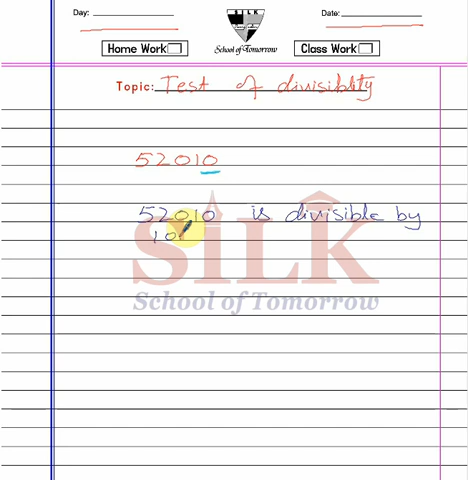 Day:
Date:
SILK
Home Work
School of Tomorrow
Class Work
Topic: Test of divisiblity
52010
52010 is divisible by
10
SILK
School of Tomorrow